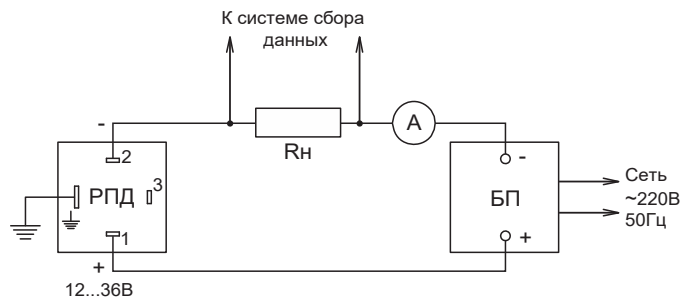 К системе сбора
данных
-
А
Rн
2
-
3
РПД
БП
Сеть
~220В
50Гц
1
+
+
12...36В